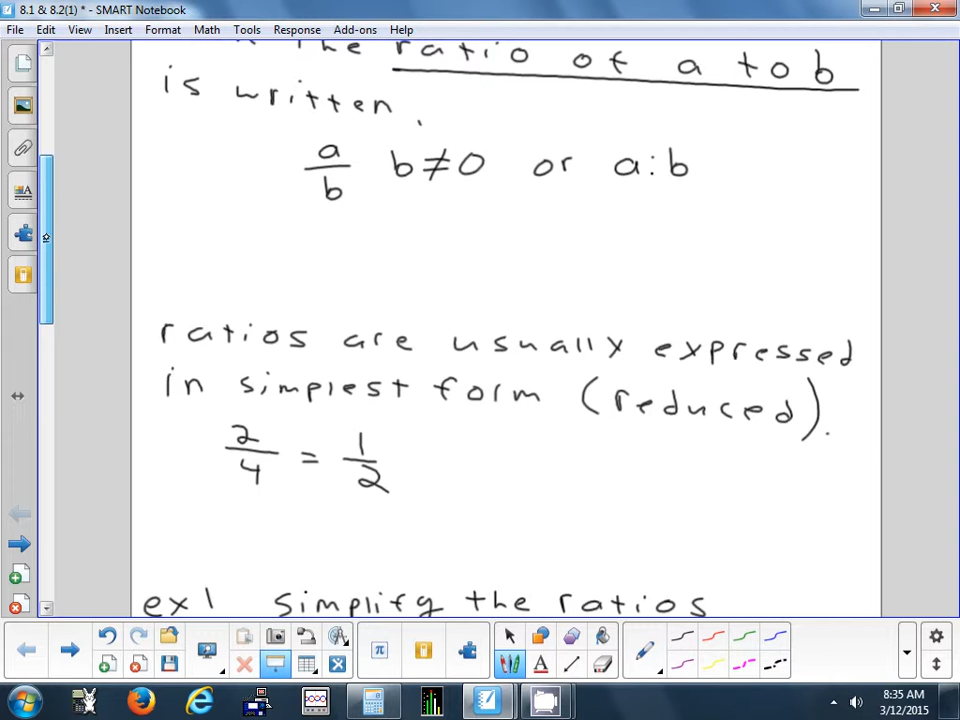 8.1 & 8.2(1) * - SMART Notebook
File Edit View Insert Format Math Tools Response Add-ons Help
the ratio of a to b
is written.
a/b b≠0 or a:b
ratios are usually expressed
in simplest form (reduced).
2/4 = 1/2
ex1 simplify the ratios
8:35 AM
3/12/2015